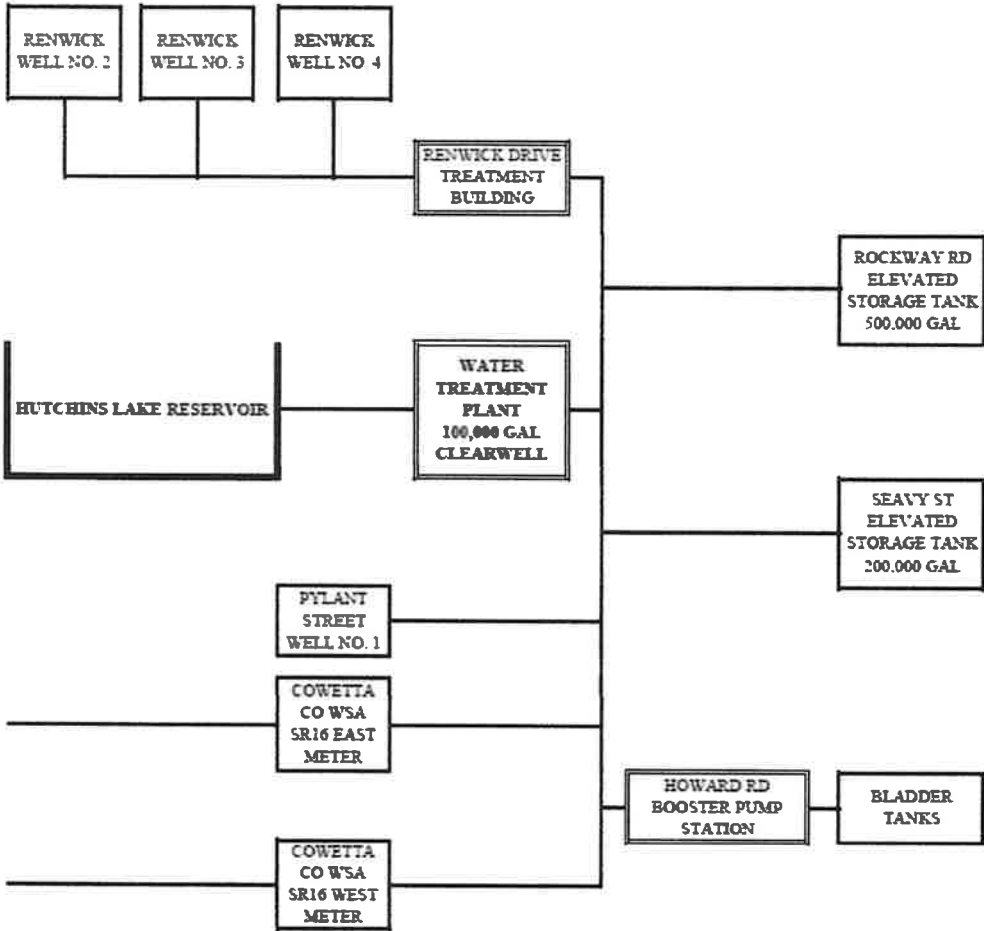 RENWICK
WELL NO. 2
RENWICK
WELL NO. 3
RENWICK
WELL NO. 4
RENWICK DRIVE
TREATMENT
BUILDING
ROCKWAY RD
ELEVATED
STORAGE TANK
500,000 GAL
HUTCHINS LAKE RESERVOIR
WATER
TREATMENT
PLANT
100,000 GAL
CLEARWELL
SEAVY ST
ELEVATED
STORAGE TANK
200,000 GAL
PYLANT
STREET
WELL NO. 1
COWETTA
CO WSA
SR16 EAST
METER
HOWARD RD
BOOSTER PUMP
STATION
BLADDER
TANKS
COWETTA
CO WSA
SR16 WEST
METER